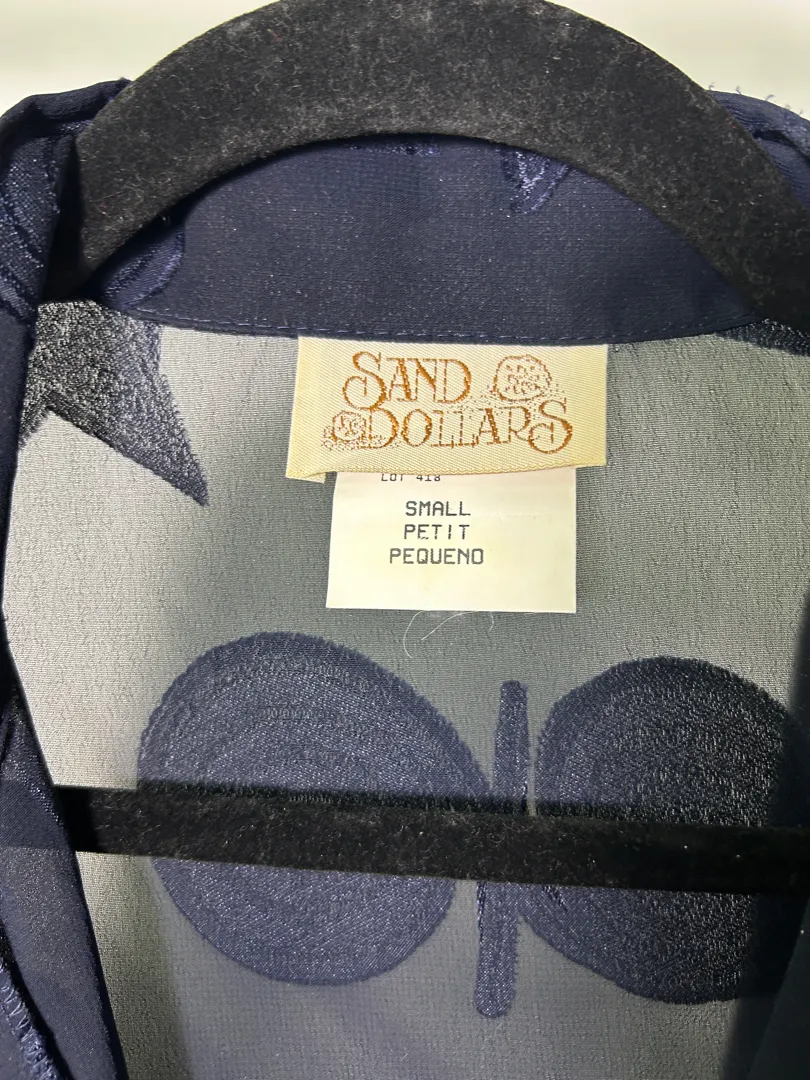 SAND
DOLLARS
LOT 418
SMALL
PETIT
PEQUENO